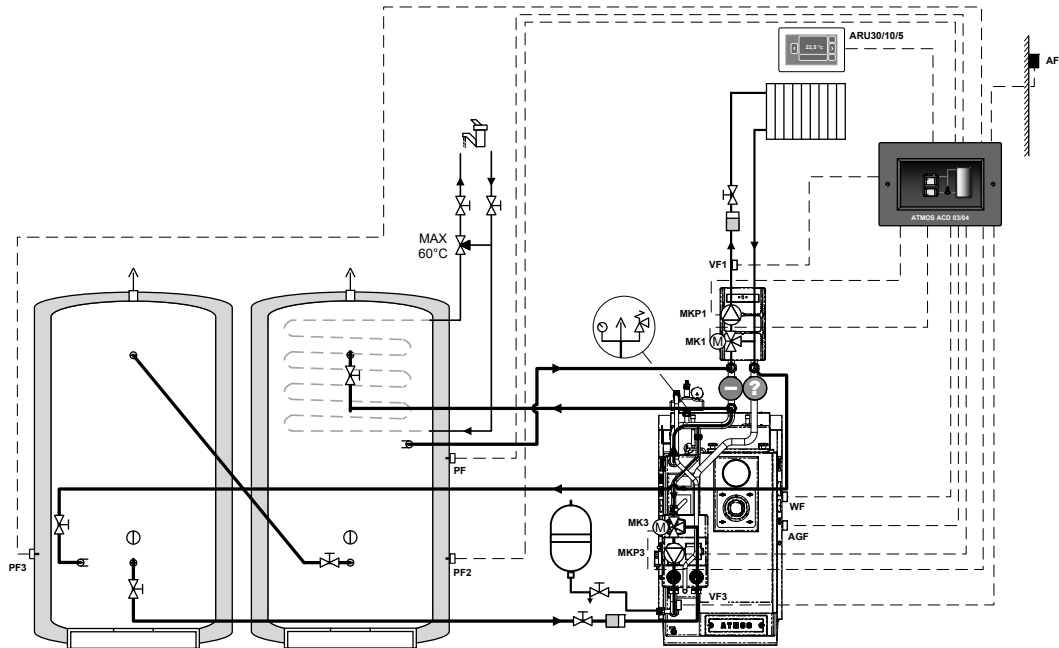 ARU30/10/5
22,5 °c
AF
ATMOS ACD 03/04
MAX
60°C
VF1
MKP1
MK1
M
−
?
PF
WF
MK3
M
AGF
PF3
PF2
MKP3
VF3
ATMOS